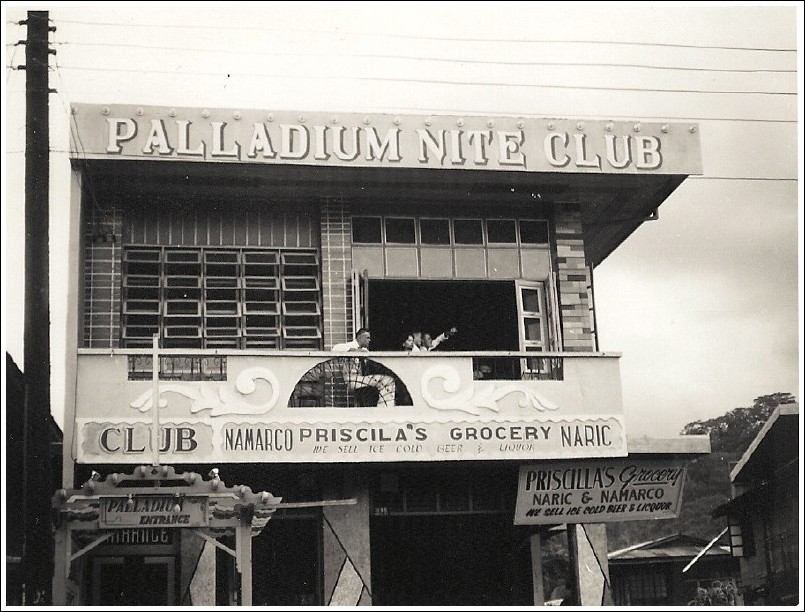 PALLADIUM NITE CLUB
CLUB NAMARCO PRISCILA'S GROCERY NARIC
WE SELL ICE COLD BEER & LIQUOR
PRISCILLA'S Grocery
NARIC & NAMARCO
WE SELL ICE COLD BEER & LICQUOR
PALLADIUM
ENTRANCE